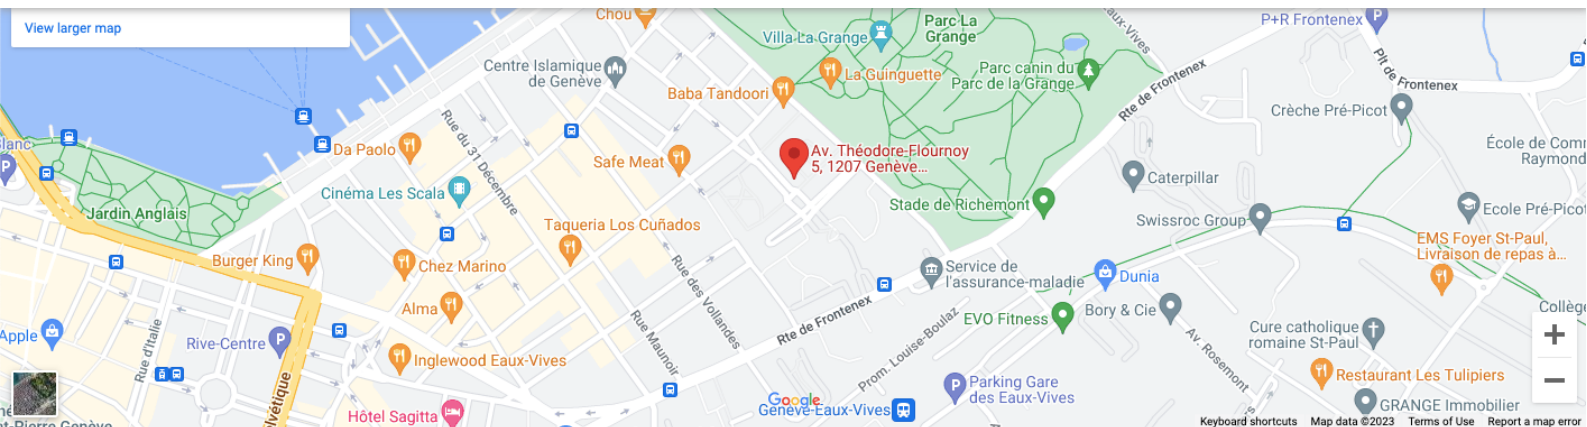 View larger map
Chou
Parc La
Grange
Villa La Grange
La Guinguette
Parc canin du
Parc de la Grange
P+R Frontenex
Plt de Frontenex
Rte de Frontenex
Centre Islamique
de Genève
Baba Tandoori
Crèche Pré-Picot
Da Paolo
Rue du 31 Décembre
Safe Meat
Av. Théodore-Flournoy
5, 1207 Genève...
Caterpillar
Cinéma Les Scala
Jardin Anglais
Taqueria Los Cuñados
Stade de Richemont
Swissroc Group
Ecole Pré-Picot
EMS Foyer St-Paul,
Livraison de repas à...
Burger King
Chez Marino
Rue des Vollandes
Service de
l'assurance-maladie
Dunia
Alma
Rue Maunoir
Rte de Frontenex
EVO Fitness
Bory & Cie
Collège
Apple
Rue d'Italie
Rive-Centre
Inglewood Eaux-Vives
Prom. Louise-Boulaz
Av. Rosemont
Cure catholique
romaine St-Paul
Restaurant Les Tulipiers
Hôtel Sagitta
Google
Genève-Eaux-Vives
Parking Gare
des Eaux-Vives
GRANGE Immobilier
Keyboard shortcuts Map data ©2023 Terms of Use Report a map error